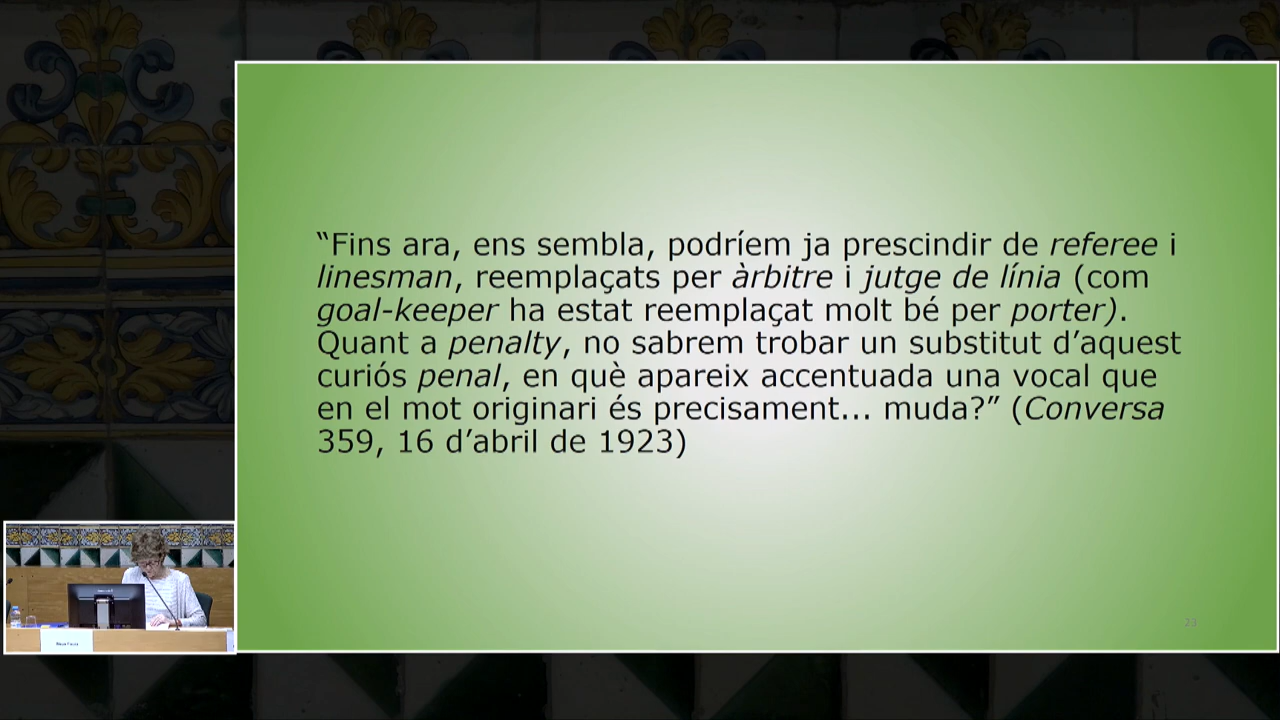 “Fins ara, ens sembla, podríem ja prescindir de referee i
linesman, reemplaçats per àrbitre i jutge de línia (com
goal-keeper ha estat reemplaçat molt bé per porter).
Quant a penalty, no sabrem trobar un substitut d’aquest
curiós penal, en què apareix accentuada una vocal que
en el mot originari és precisament... muda?” (Conversa
359, 16 d’abril de 1923)
23